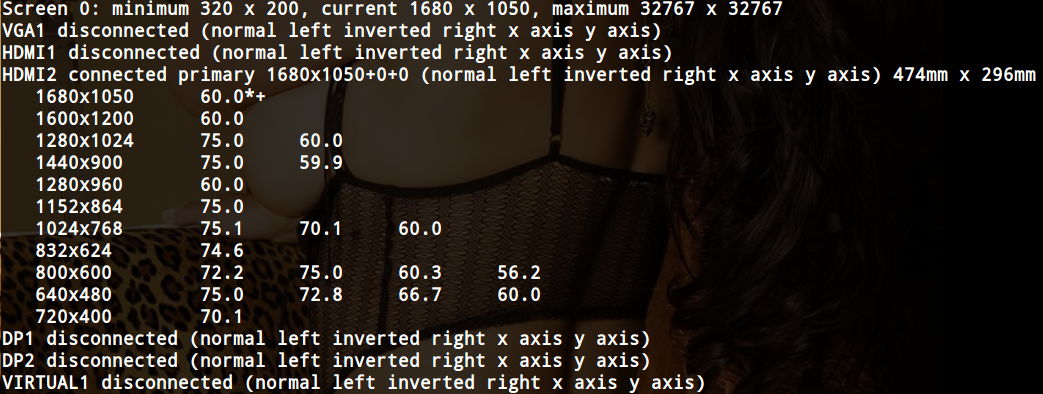 Screen 0: minimum 320 x 200, current 1680 x 1050, maximum 32767 x 32767
VGA1 disconnected (normal left inverted right x axis y axis)
HDMI1 disconnected (normal left inverted right x axis y axis)
HDMI2 connected primary 1680x1050+0+0 (normal left inverted right x axis y axis) 474mm x 296mm
   1680x1050      60.0*+
   1600x1200      60.0
   1280x1024      75.0     60.0
   1440x900       75.0     59.9
   1280x960       60.0
   1152x864       75.0
   1024x768       75.1     70.1     60.0
   832x624        74.6
   800x600        72.2     75.0     60.3     56.2
   640x480        75.0     72.8     66.7     60.0
   720x400        70.1
DP1 disconnected (normal left inverted right x axis y axis)
DP2 disconnected (normal left inverted right x axis y axis)
VIRTUAL1 disconnected (normal left inverted right x axis y axis)